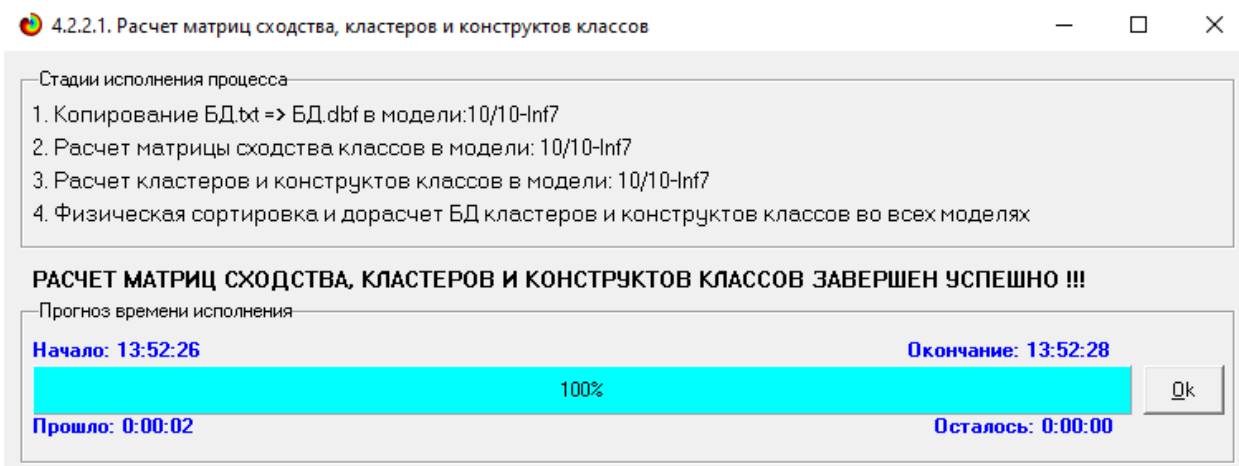 4.2.2.1. Расчет матриц сходства, кластеров и конструктов классов
Стадии исполнения процесса
1. Копирование БД.txt => БД.dbf в модели:10/10-Inf7
2. Расчет матрицы сходства классов в модели: 10/10-Inf7
3. Расчет кластеров и конструктов классов в модели: 10/10-Inf7
4. Физическая сортировка и дорасчет БД кластеров и конструктов классов во всех моделях
РАСЧЕТ МАТРИЦ СХОДСТВА, КЛАСТЕРОВ И КОНСТРУКТОВ КЛАССОВ ЗАВЕРШЕН УСПЕШНО !!!
Прогноз времени исполнения
Начало: 13:52:26 Окончание: 13:52:28
100% Ok
Прошло: 0:00:02 Осталось: 0:00:00